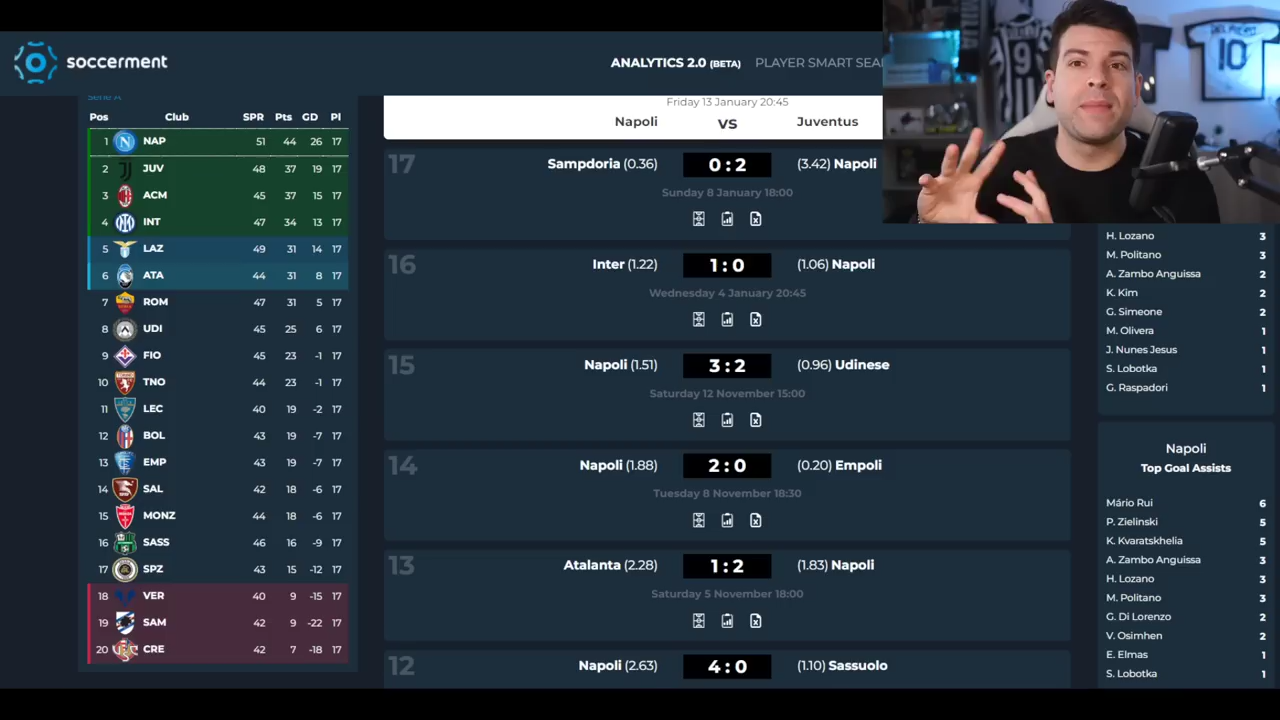 soccerment
ANALYTICS 2.0 (BETA) PLAYER SMART SEA
Serie A
Pos Club SPR Pts GD Pl
1 NAP 51 44 26 17
2 JUV 48 37 19 17
3 ACM 45 37 15 17
4 INT 47 34 13 17
5 LAZ 49 31 14 17
6 ATA 44 31 8 17
7 ROM 47 31 5 17
8 UDI 45 25 6 17
9 FIO 45 23 -1 17
10 TNO 44 23 -1 17
11 LEC 40 19 -2 17
12 BOL 43 19 -7 17
13 EMP 43 19 -7 17
14 SAL 42 18 -6 17
15 MONZ 44 18 -6 17
16 SASS 46 16 -9 17
17 SPZ 43 15 -12 17
18 VER 40 9 -15 17
19 SAM 42 9 -22 17
20 CRE 42 7 -18 17
Friday 13 January 20:45
Napoli VS Juventus
17 Sampdoria (0.36) 0:2 (3.42) Napoli
Sunday 8 January 18:00
16 Inter (1.22) 1:0 (1.06) Napoli
Wednesday 4 January 20:45
15 Napoli (1.51) 3:2 (0.96) Udinese
Saturday 12 November 15:00
14 Napoli (1.88) 2:0 (0.20) Empoli
Tuesday 8 November 18:30
13 Atalanta (2.28) 1:2 (1.83) Napoli
Saturday 5 November 18:00
12 Napoli (2.63) 4:0 (1.10) Sassuolo
9
10
H. Lozano 3
M. Politano 3
A. Zambo Anguissa 2
K. Kim 2
G. Simeone 2
M. Olivera 1
J. Nunes Jesus 1
S. Lobotka 1
G. Raspadori 1
Napoli
Top Goal Assists
Mário Rui 6
P. Zielinski 5
K. Kvaratskhelia 5
A. Zambo Anguissa 3
H. Lozano 3
M. Politano 3
G. Di Lorenzo 2
V. Osimhen 2
E. Elmas 1
S. Lobotka 1